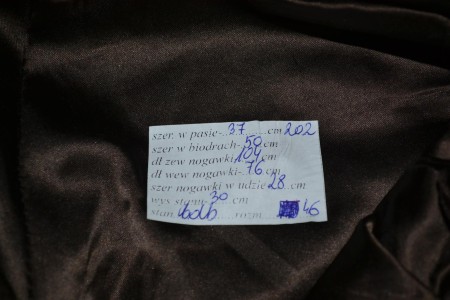 szer. w pasie- 37 cm 202
szer w biodrach- 50 cm
dł zew nogawki 104 cm
dł wew nogawki- 76 cm
szer nogawki w udzie 28 cm
wys 30 cm
stan bdb rozm 46